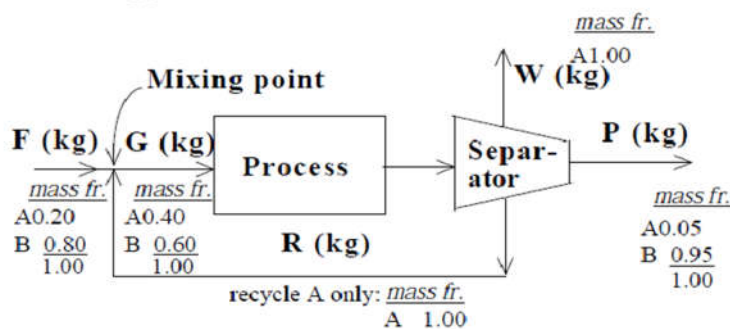 mass fr.
A1.00
W (kg)
Mixing point
F (kg)
G (kg)
Process
Separ-
ator
P (kg)
mass fr.
A0.20
B 0.80
1.00
mass fr.
A0.40
B 0.60
1.00
R (kg)
mass fr.
A0.05
B 0.95
1.00
recycle A only: mass fr.
A 1.00